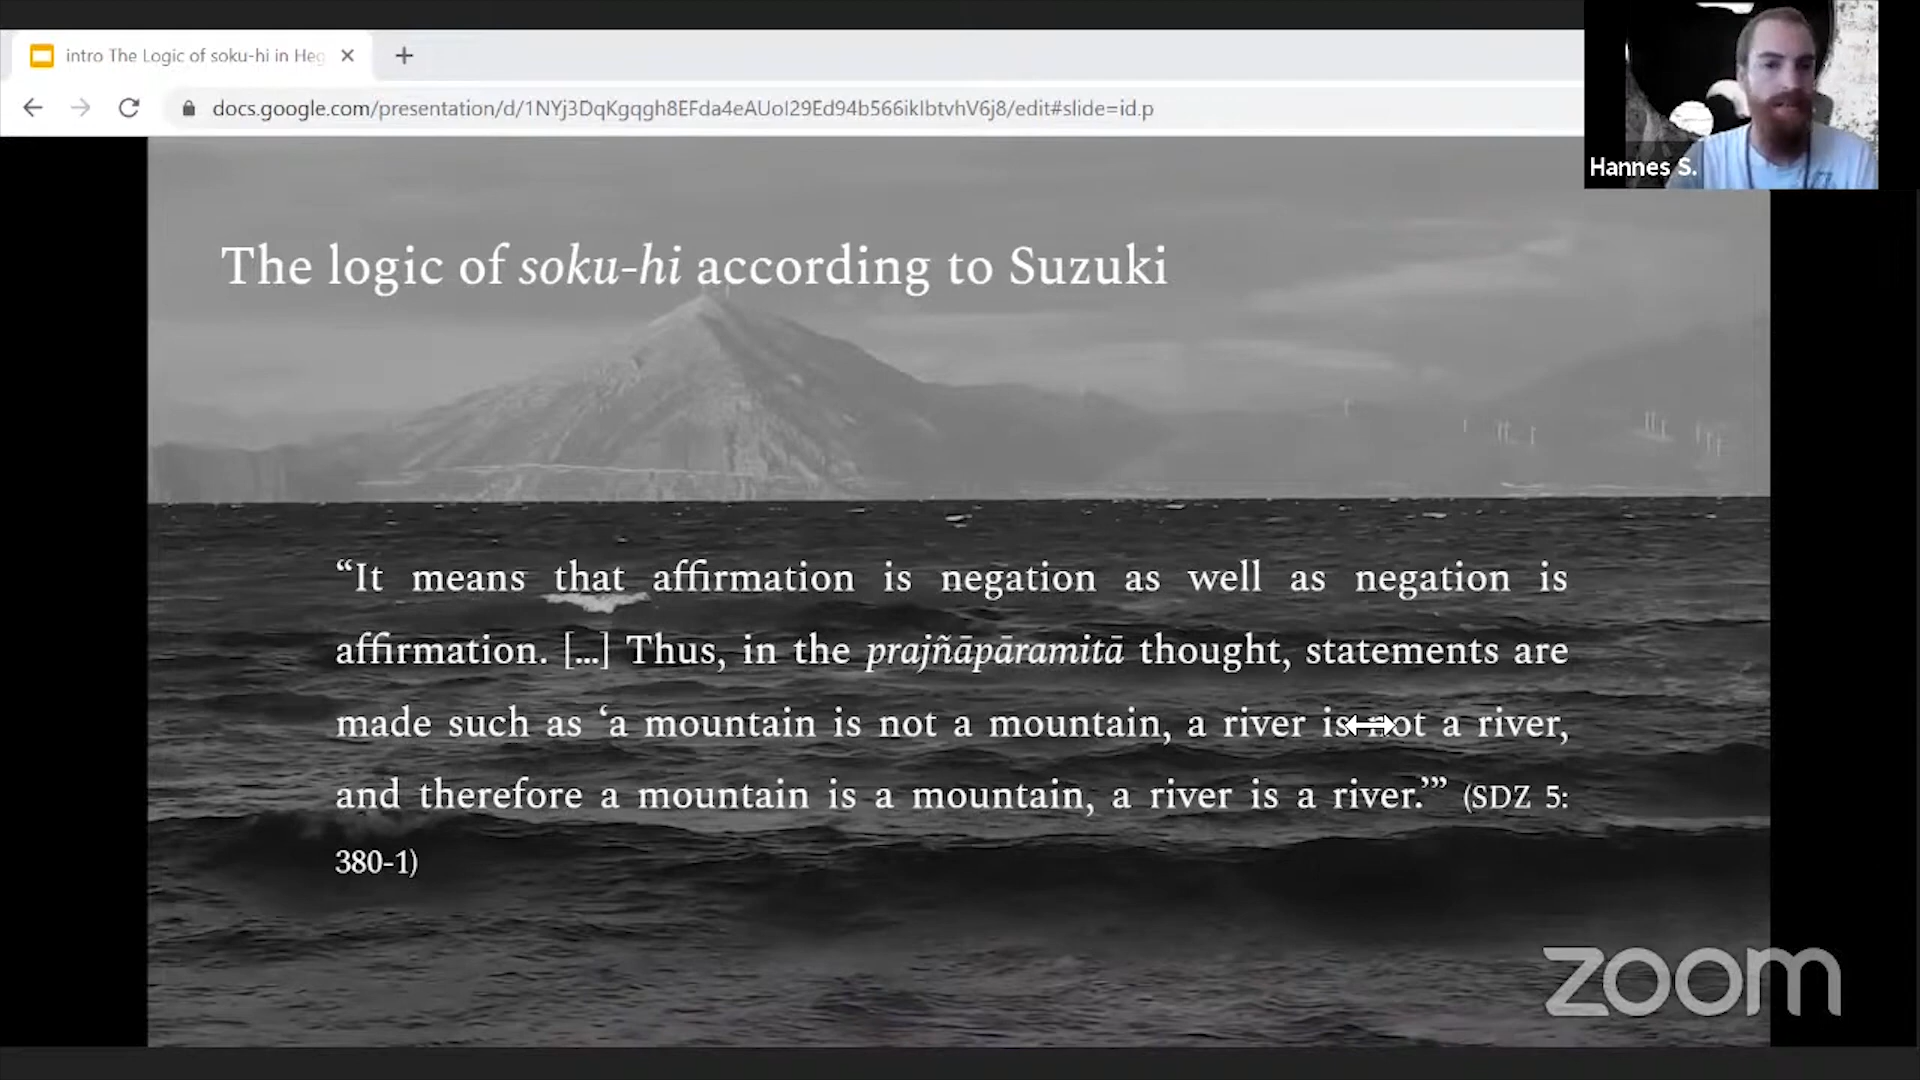 intro The Logic of soku-hi in Heg
docs.google.com/presentation/d/1NYj3DqKgqgh8EFda4eAUoI29Ed94b566ikIbtvhV6j8/edit#slide=id.p
Hannes S.
The logic of soku-hi according to Suzuki
“It means that affirmation is negation as well as negation is
affirmation. [...] Thus, in the prajñāpāramitā thought, statements are
made such as ‘a mountain is not a mountain, a river is not a river,
and therefore a mountain is a mountain, a river is a river.’” (SDZ 5:
380-1)
zoom